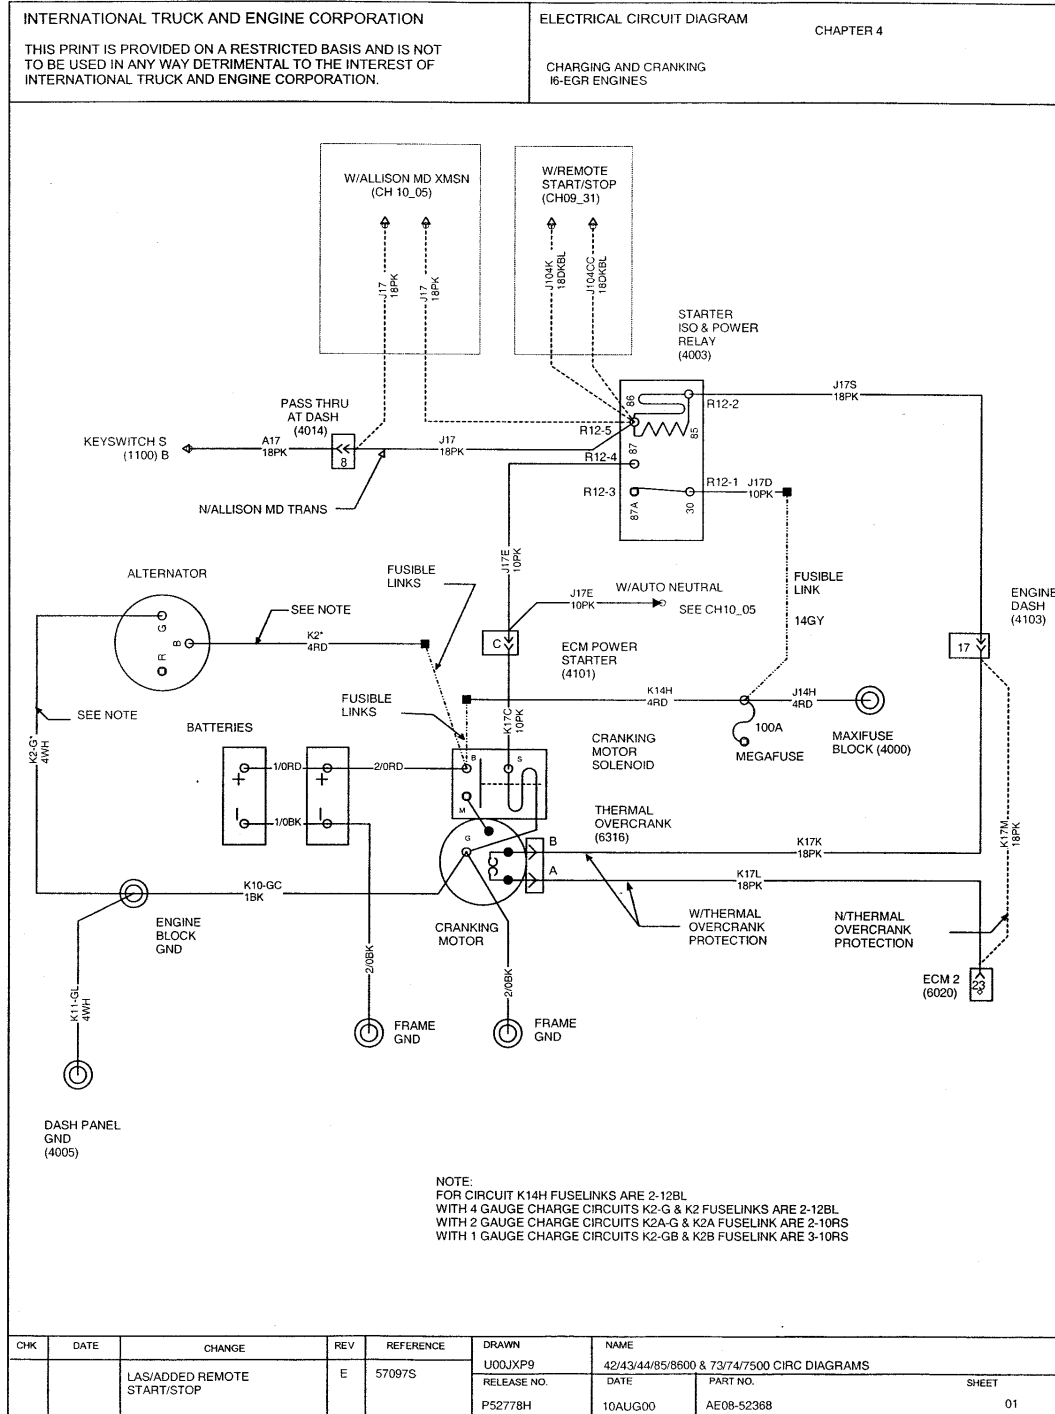 INTERNATIONAL TRUCK AND ENGINE CORPORATION
THIS PRINT IS PROVIDED ON A RESTRICTED BASIS AND IS NOT
TO BE USED IN ANY WAY DETRIMENTAL TO THE INTEREST OF
INTERNATIONAL TRUCK AND ENGINE CORPORATION.
ELECTRICAL CIRCUIT DIAGRAM
CHAPTER 4
CHARGING AND CRANKING
I6-EGR ENGINES
W/ALLISON MD XMSN
(CH 10_05)
W/REMOTE
START/STOP
(CH09_31)
J17
18PK
J17
18PK
J104K
18DKBL
J104CC
18DKBL
STARTER
ISO & POWER
RELAY
(4003)
J17S
18PK
86
R12-2
PASS THRU
AT DASH
(4014)
R12-5
85
KEYSWITCH S
(1100) B
A17
18PK
8
J17
18PK
87
R12-4
R12-3
87A
30
R12-1
J17D
10PK
N/ALLISON MD TRANS
J17E
10PK
ALTERNATOR
FUSIBLE
LINKS
W/AUTO NEUTRAL
J17E
10PK
SEE CH10_05
FUSIBLE
LINK
14GY
ENGINE
DASH
(4103)
G
B
R
SEE NOTE
K2*
4RD
C
ECM POWER
STARTER
(4101)
17
SEE NOTE
FUSIBLE
LINKS
K14H
4RD
J14H
4RD
K17C
10PK
100A
MEGAFUSE
MAXIFUSE
BLOCK (4000)
K2-G*
4WH
BATTERIES
CRANKING
MOTOR
SOLENOID
1/0RD
2/0RD
B
S
+
+
M
1/0BK
THERMAL
OVERCRANK
(6316)
G
B
K17K
18PK
K17M
18PK
A
K17L
18PK
K10-GC
1BK
ENGINE
BLOCK
GND
CRANKING
MOTOR
W/THERMAL
OVERCRANK
PROTECTION
N/THERMAL
OVERCRANK
PROTECTION
2/0BK
2/0BK
ECM 2
(6020)
23
K11-GL
4WH
FRAME
GND
FRAME
GND
DASH PANEL
GND
(4005)
NOTE:
FOR CIRCUIT K14H FUSELINKS ARE 2-12BL
WITH 4 GAUGE CHARGE CIRCUITS K2-G & K2 FUSELINKS ARE 2-12BL
WITH 2 GAUGE CHARGE CIRCUITS K2A-G & K2A FUSELINK ARE 2-10RS
WITH 1 GAUGE CHARGE CIRCUITS K2-GB & K2B FUSELINK ARE 3-10RS
CHK DATE CHANGE REV REFERENCE DRAWN NAME
LAS/ADDED REMOTE
START/STOP
E 57097S
U00JXP9 42/43/44/85/8600 & 73/74/7500 CIRC DIAGRAMS
RELEASE NO. DATE PART NO. SHEET
P52778H 10AUG00 AE08-52368 01